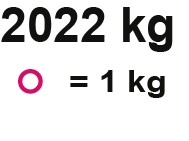 2022 kg
= 1 kg